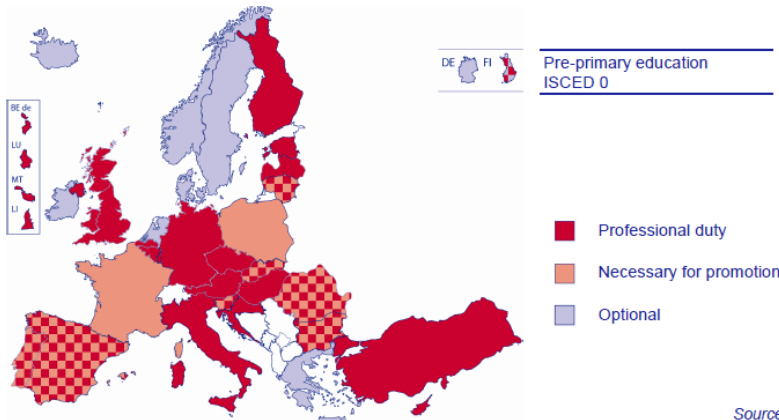 DE FI
Pre-primary education
ISCED 0
BE de
LU
MT
LI
Professional duty
Necessary for promotion
Optional
Source